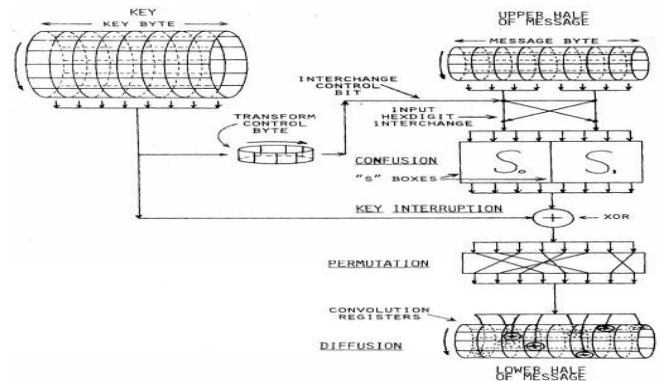 KEY
KEY BYTE
UPPER HALF
OF MESSAGE
MESSAGE BYTE
INTERCHANGE
CONTROL
BIT
INPUT
HEXDIGIT
INTERCHANGE
TRANSFORM
CONTROL
BYTE
CONFUSION
"S" BOXES
S₀
S₁
KEY INTERRUPTION
XOR
PERMUTATION
CONVOLUTION
REGISTERS
DIFFUSION
LOWER HALF
OF MESSAGE